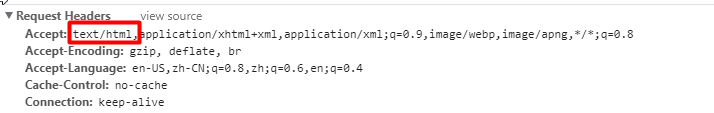 Request Headers view source
Accept: text/html,application/xhtml+xml,application/xml;q=0.9,image/webp,image/apng,*/*;q=0.8
Accept-Encoding: gzip, deflate, br
Accept-Language: en-US,zh-CN;q=0.8,zh;q=0.6,en;q=0.4
Cache-Control: no-cache
Connection: keep-alive